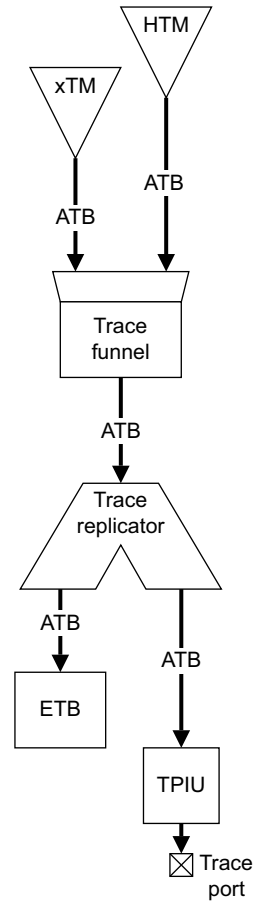 HTM
xTM
ATB
ATB
Trace
funnel
ATB
Trace
replicator
ATB
ATB
ETB
TPIU
Trace
port